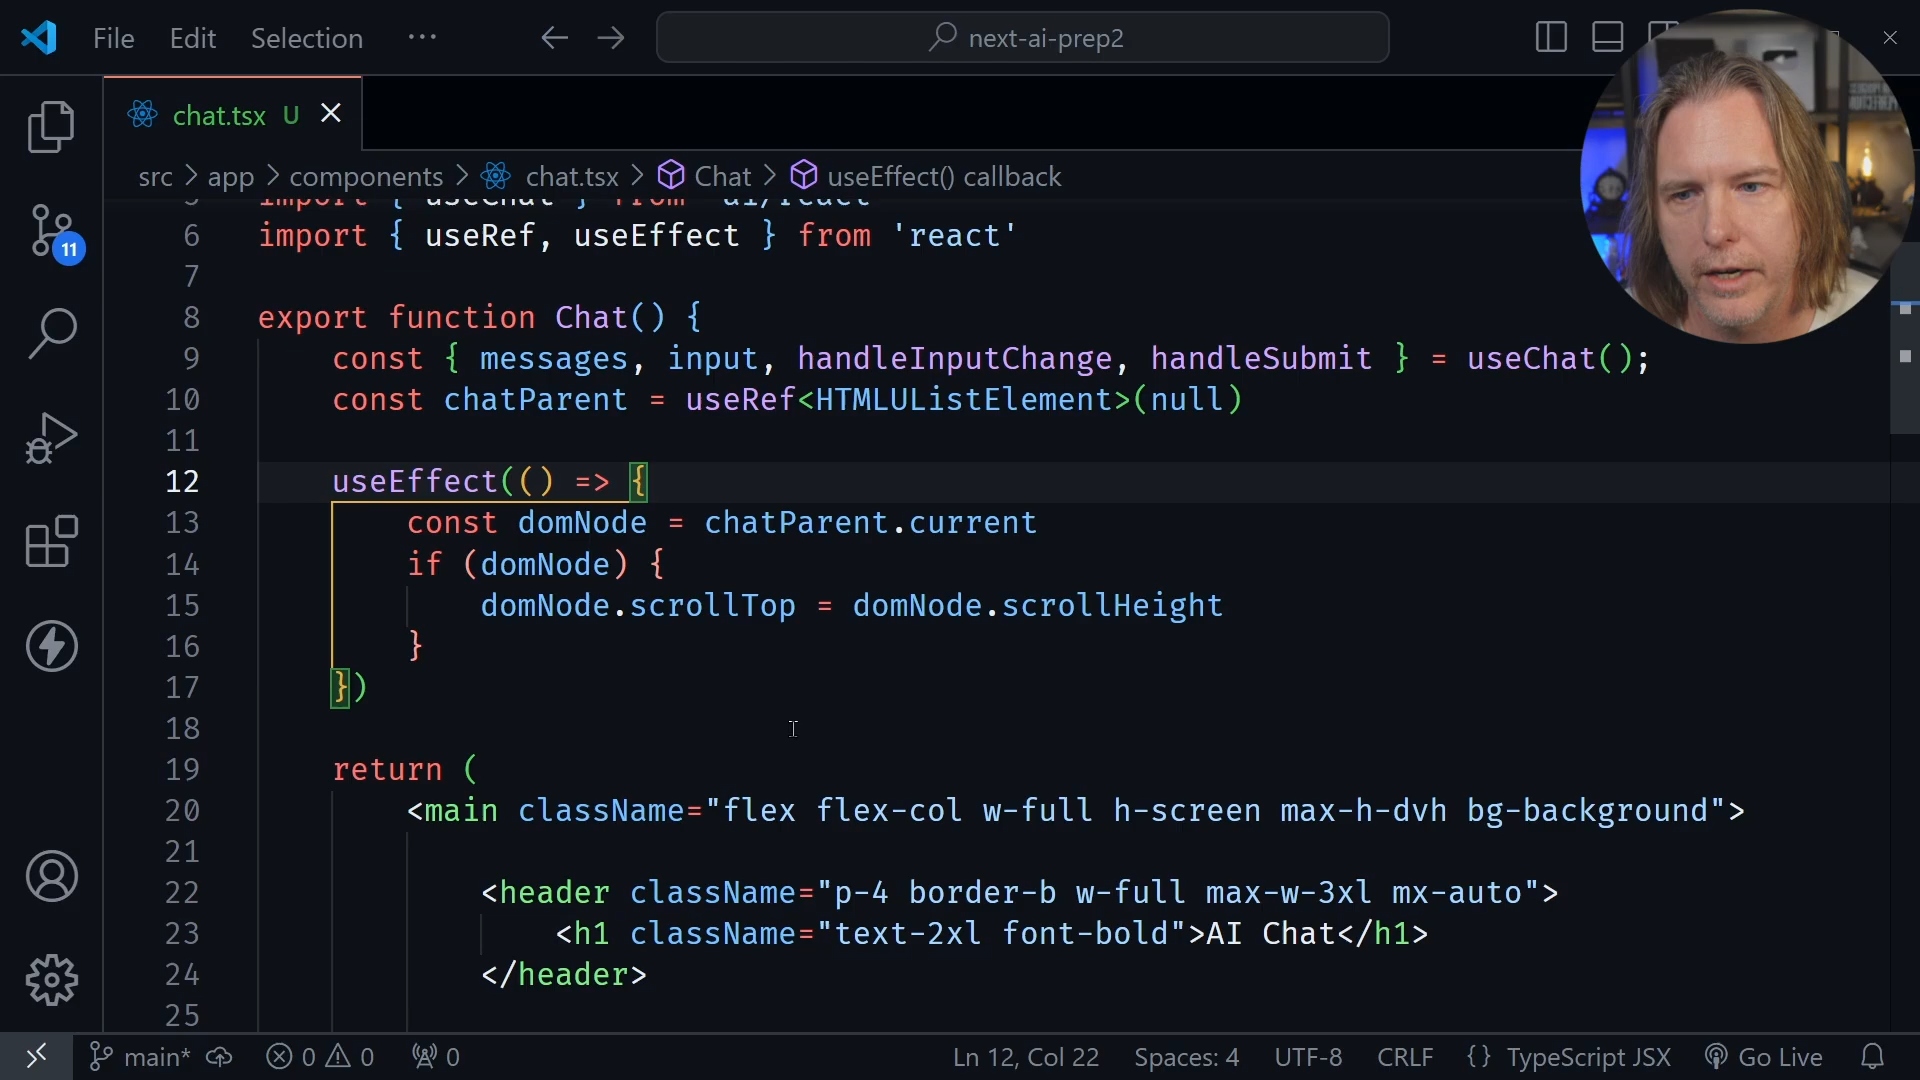 File Edit Selection ···
next-ai-prep2
chat.tsx U
src > app > components > chat.tsx > Chat > useEffect() callback
5 import { useChat } from 'ai/react'
6 import { useRef, useEffect } from 'react'
7
8 export function Chat() {
9 const { messages, input, handleInputChange, handleSubmit } = useChat();
10 const chatParent = useRef<HTMLUListElement>(null)
11
12 useEffect(() => {
13 const domNode = chatParent.current
14 if (domNode) {
15 domNode.scrollTop = domNode.scrollHeight
16 }
17 })
18
19 return (
20 <main className="flex flex-col w-full h-screen max-h-dvh bg-background">
21
22 <header className="p-4 border-b w-full max-w-3xl mx-auto">
23 <h1 className="text-2xl font-bold">AI Chat</h1>
24 </header>
25
11
main* 0 0 0 Ln 12, Col 22 Spaces: 4 UTF-8 CRLF {} TypeScript JSX Go Live